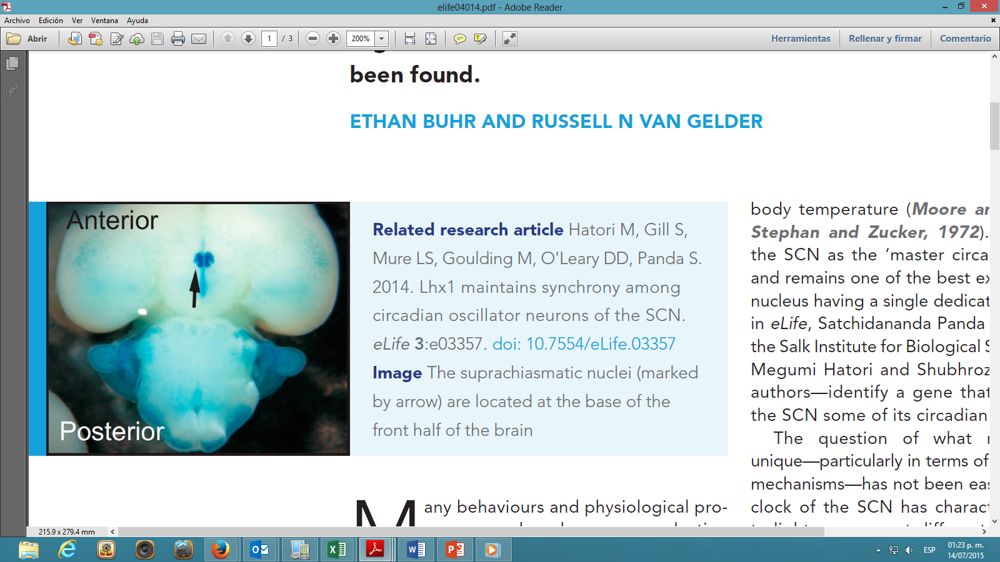 elife04014.pdf - Adobe Reader
Archivo Edición Ver Ventana Ayuda
Abrir 1 / 3 200% Herramientas Rellenar y firmar Comentario
been found.
ETHAN BUHR AND RUSSELL N VAN GELDER
Anterior
Posterior
Related research article Hatori M, Gill S,
Mure LS, Goulding M, O'Leary DD, Panda S.
2014. Lhx1 maintains synchrony among
circadian oscillator neurons of the SCN.
eLife 3:e03357. doi: 10.7554/eLife.03357
Image The suprachiasmatic nuclei (marked
by arrow) are located at the base of the
front half of the brain
any behaviours and physiological pro-
body temperature (Moore
Stephan and Zucker, 1972).
the SCN as the ‘master circa
and remains one of the best
nucleus having a single dedicat
in eLife, Satchidananda Panda
the Salk Institute for Biological
Megumi Hatori and Shubhroz
authors—identify a gene that
the SCN some of its circadian
The question of what
unique—particularly in terms of
mechanisms—has not been
clock of the SCN has charact
215.9 x 279.4 mm
ESP 01:23 p. m.
14/07/2015